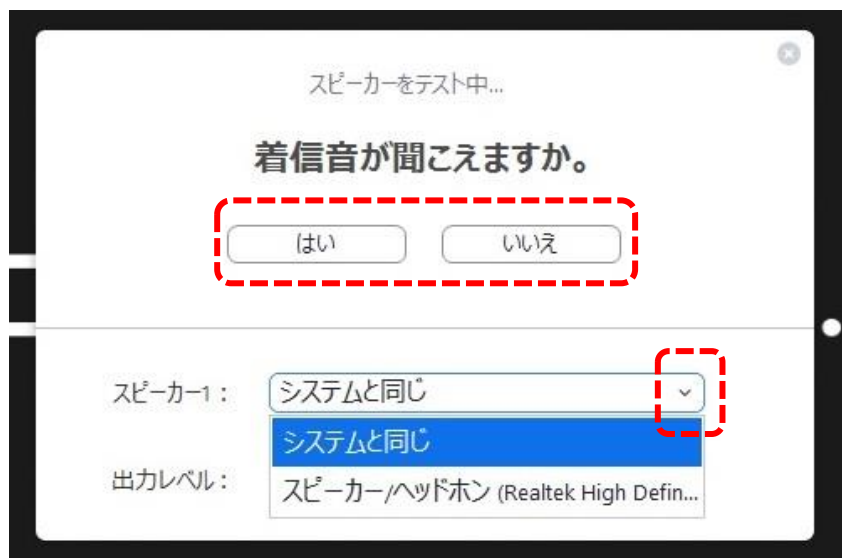 スピーカーをテスト中...
着信音が聞こえますか。
はい いいえ
スピーカー1： システムと同じ
システムと同じ
出力レベル： スピーカー/ヘッドホン (Realtek High Defin...